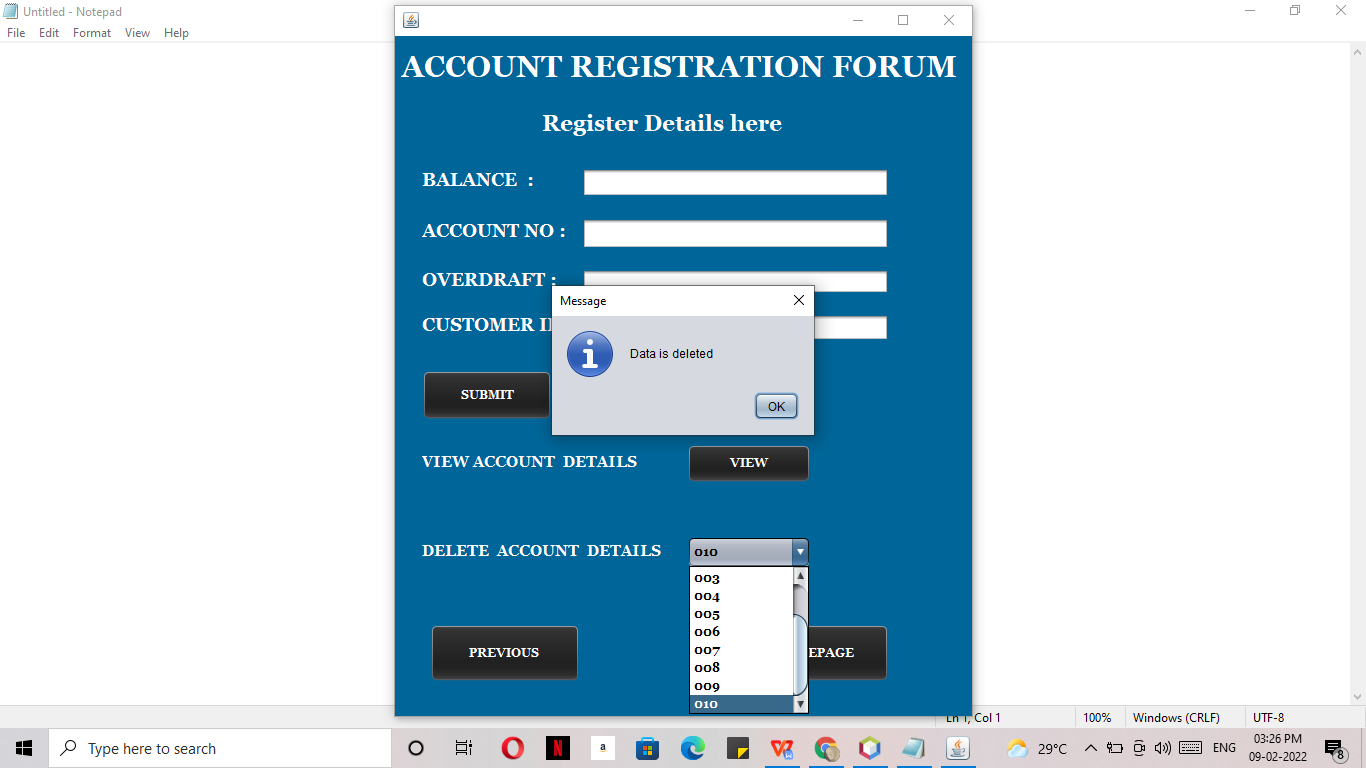 Untitled - Notepad
File Edit Format View Help
ACCOUNT REGISTRATION FORUM
Register Details here
BALANCE :
ACCOUNT NO :
OVERDRAFT :
Message
CUSTOMER
Data is deleted
OK
SUBMIT
VIEW ACCOUNT DETAILS
VIEW
DELETE ACCOUNT DETAILS
010
003
004
005
006
007
008
009
010
PREVIOUS
EPAGE
Ln 1, Col 1
100%
Windows (CRLF)
UTF-8
Type here to search
a
29°C
ENG
03:26 PM
09-02-2022
8